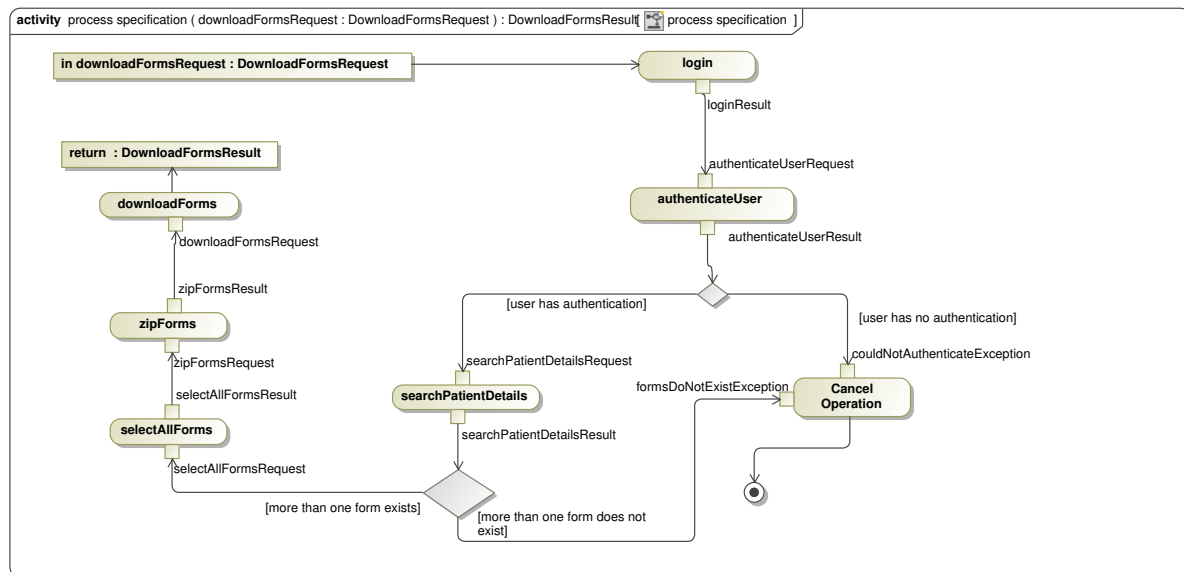 activity process specification ( downloadFormsRequest : DownloadFormsRequest ) : DownloadFormsResult[ process specification ]
in downloadFormsRequest : DownloadFormsRequest
login
loginResult
return : DownloadFormsResult
authenticateUserRequest
downloadForms
authenticateUser
downloadFormsRequest
authenticateUserResult
zipFormsResult
[user has authentication]
[user has no authentication]
zipForms
zipFormsRequest
searchPatientDetailsRequest
couldNotAuthenticateException
selectAllFormsResult
searchPatientDetails
formsDoNotExistException
Cancel
Operation
selectAllForms
searchPatientDetailsResult
selectAllFormsRequest
[more than one form exists]
[more than one form does not
exist]